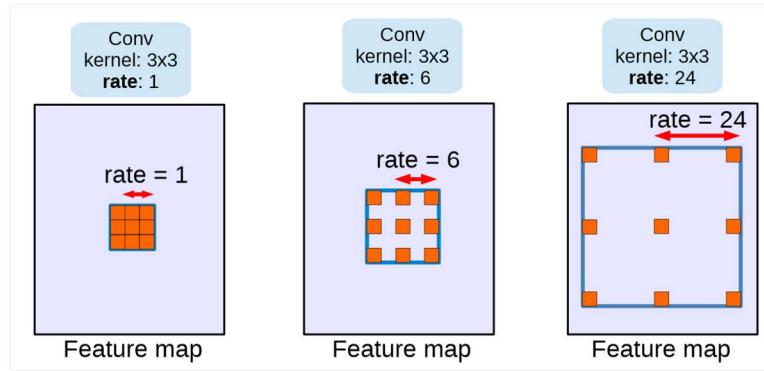 Conv
kernel: 3x3
rate: 1
Conv
kernel: 3x3
rate: 6
Conv
kernel: 3x3
rate: 24
rate = 1
rate = 6
rate = 24
Feature map
Feature map
Feature map